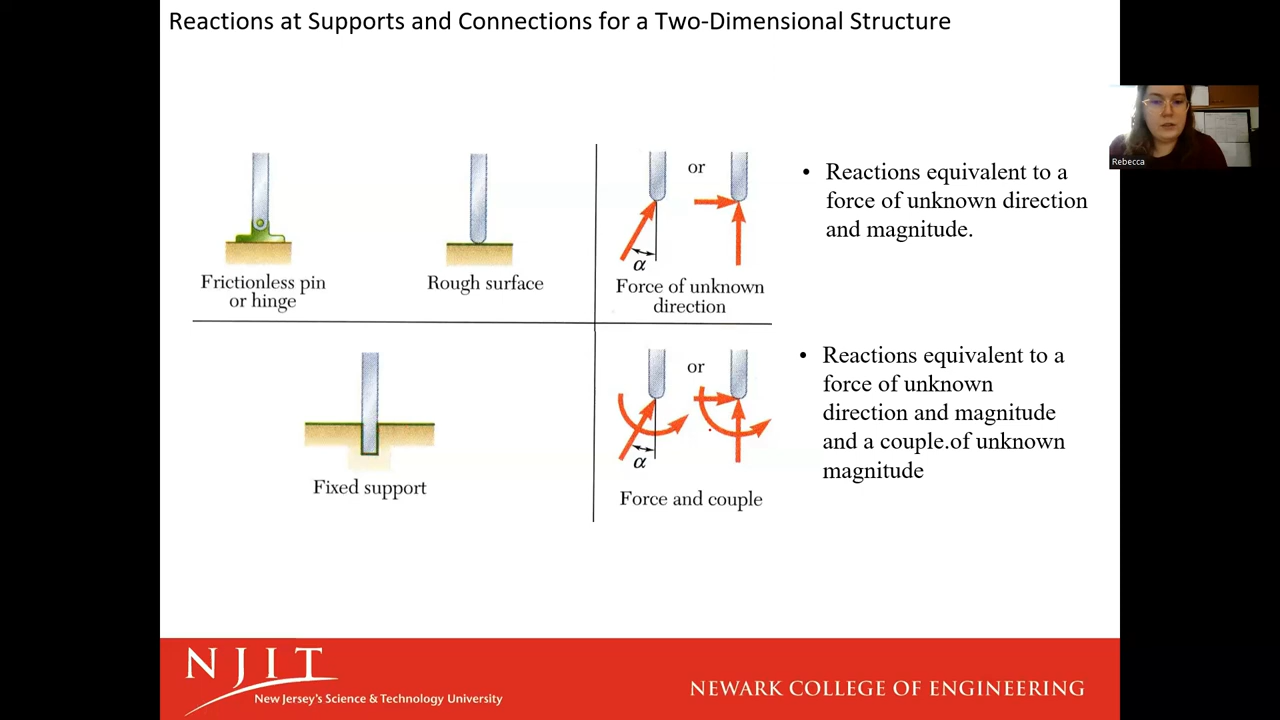 Reactions at Supports and Connections for a Two-Dimensional Structure
Rebecca
Frictionless pin
or hinge
Rough surface
or
α
Force of unknown
direction
• Reactions equivalent to a
force of unknown direction
and magnitude.
Fixed support
or
α
Force and couple
• Reactions equivalent to a
force of unknown
direction and magnitude
and a couple.of unknown
magnitude
NJIT
New Jersey's Science & Technology University
NEWARK COLLEGE OF ENGINEERING